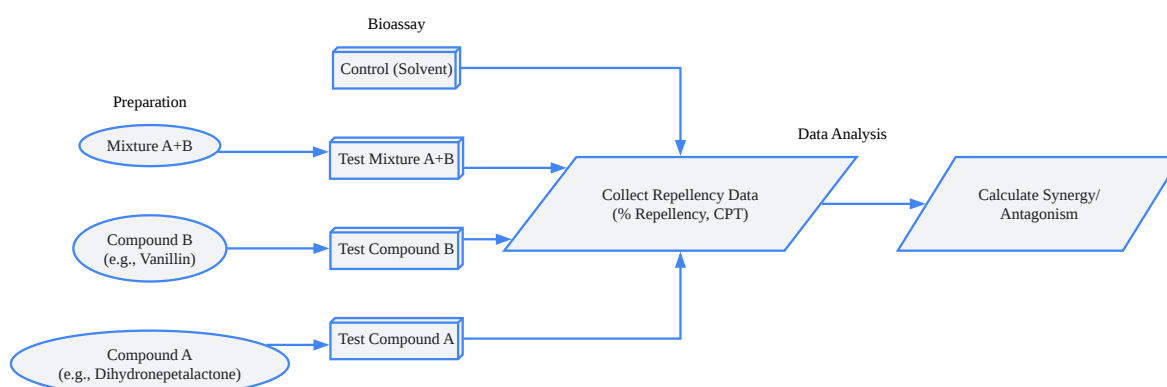 Bioassay
Control (Solvent)
Preparation
Mixture A+B
Test Mixture A+B
Data Analysis
Collect Repellency Data
(% Repellency, CPT)
Calculate Synergy/
Antagonism
Compound B
(e.g., Vanillin)
Test Compound B
Compound A
(e.g., Dihydronepetalactone)
Test Compound A